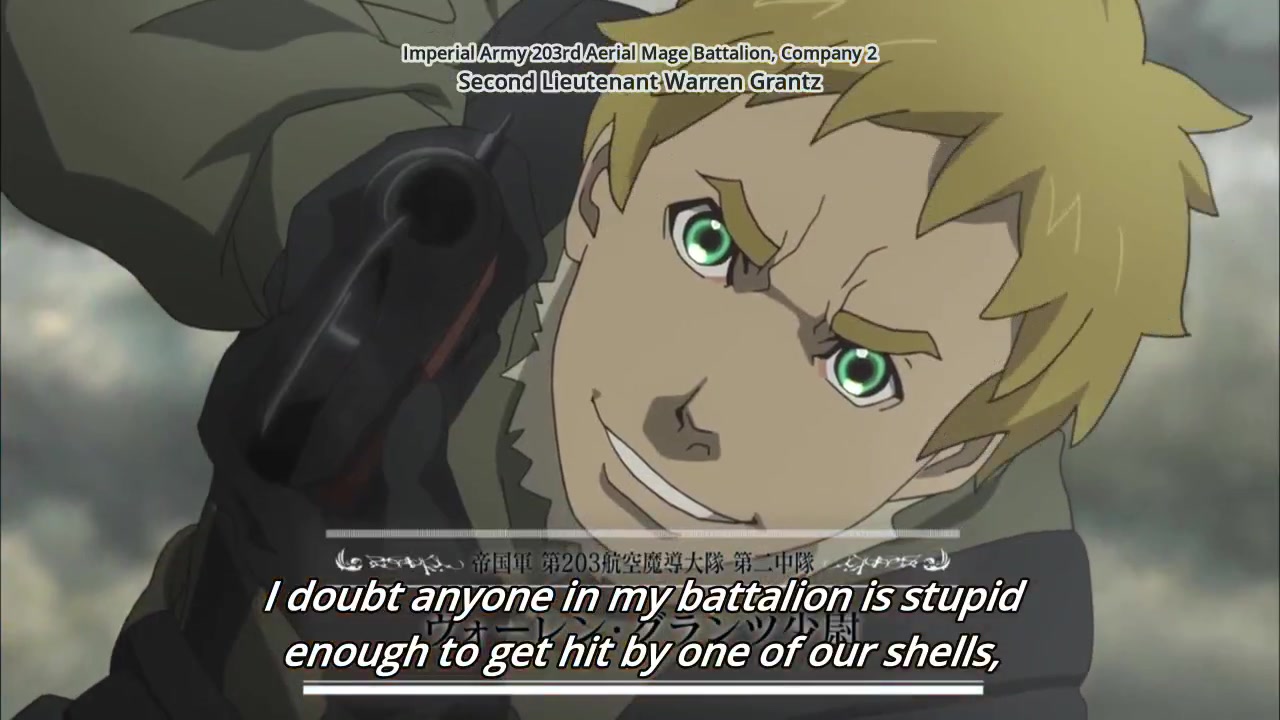 Imperial Army 203rd Aerial Mage Battalion, Company 2
Second Lieutenant Warren Grantz
帝国軍 第203航空魔導大隊 第二中隊
I doubt anyone in my battalion is stupid
ヴォーレン・グランツ少尉
enough to get hit by one of our shells,